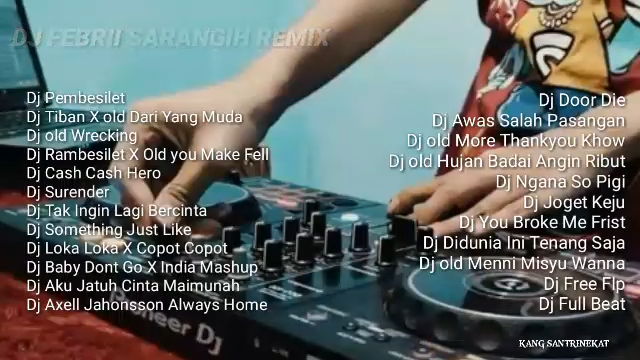 DJ FEBRII SARANGIH REMIX
Dj Pembesilet
Dj Tiban X old Dari Yang Muda
Dj old Wrecking
Dj Rambesilet X Old you Make Fell
Dj Cash Cash Hero
Dj Surender
Dj Tak Ingin Lagi Bercinta
Dj Something Just Like
Dj Loka Loka X Copot Copot
Dj Baby Dont Go X India Mashup
Dj Aku Jatuh Cinta Maimunah
Dj Axell Jahonsson Always Home
Dj Door Die
Dj Awas Salah Pasangan
Dj old More Thankyou Khow
Dj old Hujan Badai Angin Ribut
Dj Ngana So Pigi
Dj Joget Keju
Dj You Broke Me Frist
Dj Didunia Ini Tenang Saja
Dj old Menni Misyu Wanna
Dj Free Flp
Dj Full Beat
Pioneer Dj
KANG SANTRINEKAT